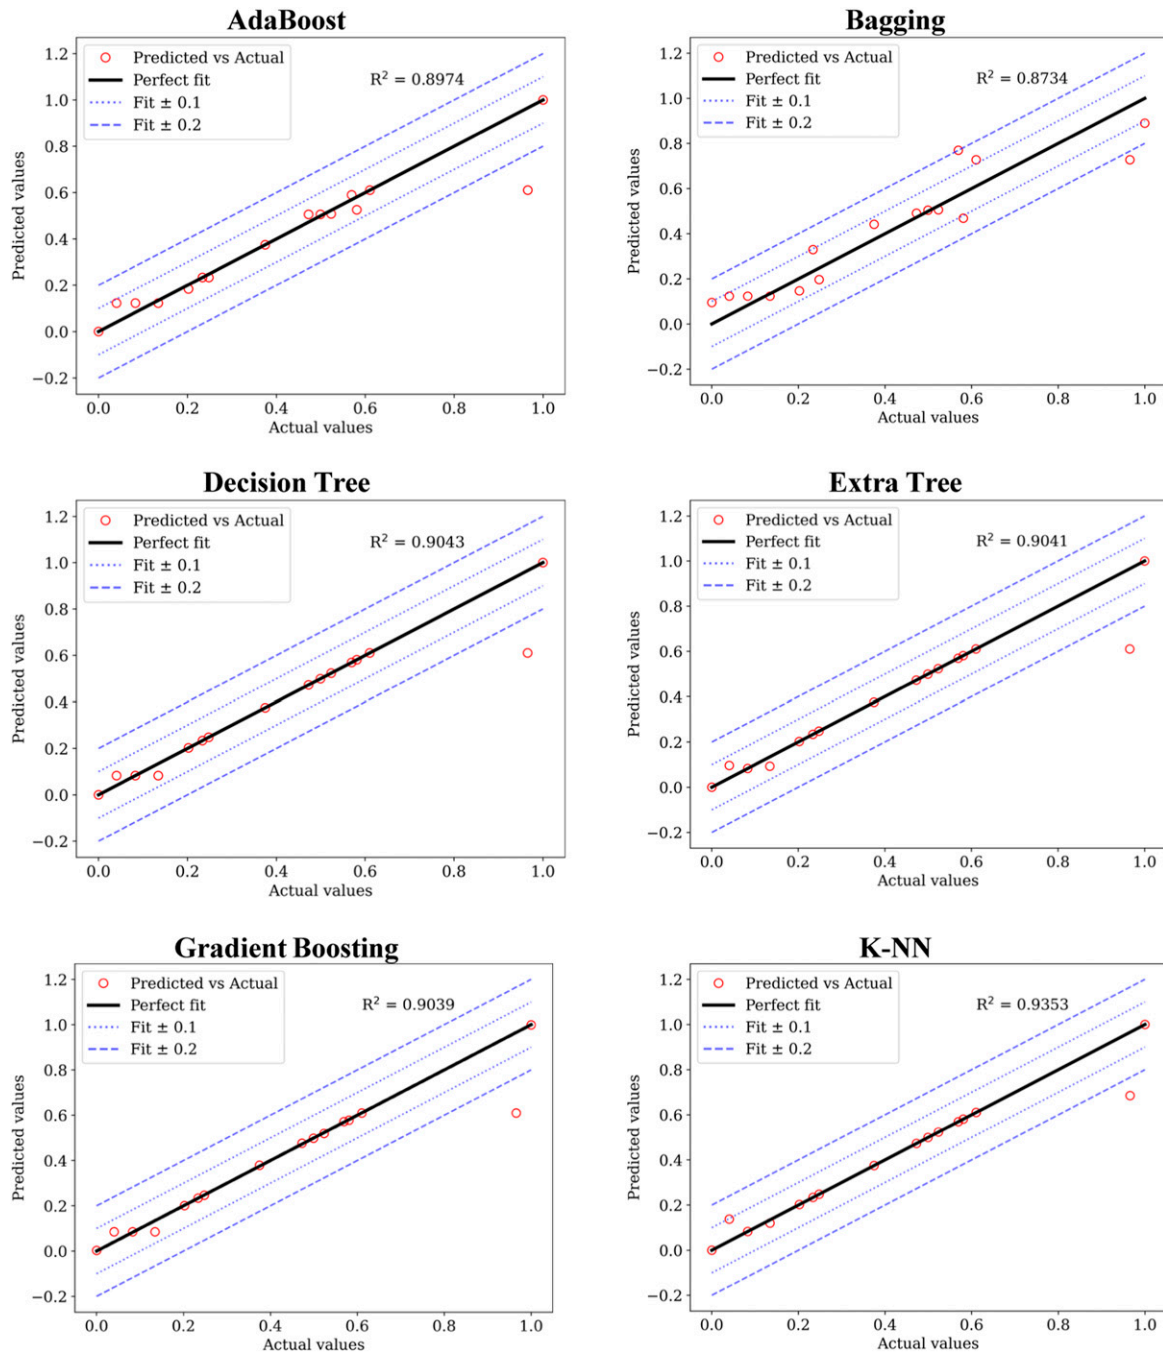 AdaBoost
Predicted vs Actual
Perfect fit
Fit ± 0.1
Fit ± 0.2
R² = 0.8974
1.2
1.0
0.8
0.6
0.4
0.2
0.0
−0.2
Predicted values
0.0 0.2 0.4 0.6 0.8 1.0
Actual values
Bagging
Predicted vs Actual
Perfect fit
Fit ± 0.1
Fit ± 0.2
R² = 0.8734
1.2
1.0
0.8
0.6
0.4
0.2
0.0
−0.2
Predicted values
0.0 0.2 0.4 0.6 0.8 1.0
Actual values
Decision Tree
Predicted vs Actual
Perfect fit
Fit ± 0.1
Fit ± 0.2
R² = 0.9043
1.2
1.0
0.8
0.6
0.4
0.2
0.0
−0.2
Predicted values
0.0 0.2 0.4 0.6 0.8 1.0
Actual values
Extra Tree
Predicted vs Actual
Perfect fit
Fit ± 0.1
Fit ± 0.2
R² = 0.9041
1.2
1.0
0.8
0.6
0.4
0.2
0.0
−0.2
Predicted values
0.0 0.2 0.4 0.6 0.8 1.0
Actual values
Gradient Boosting
Predicted vs Actual
Perfect fit
Fit ± 0.1
Fit ± 0.2
R² = 0.9039
1.2
1.0
0.8
0.6
0.4
0.2
0.0
−0.2
Predicted values
0.0 0.2 0.4 0.6 0.8 1.0
Actual values
K-NN
Predicted vs Actual
Perfect fit
Fit ± 0.1
Fit ± 0.2
R² = 0.9353
1.2
1.0
0.8
0.6
0.4
0.2
0.0
−0.2
Predicted values
0.0 0.2 0.4 0.6 0.8 1.0
Actual values